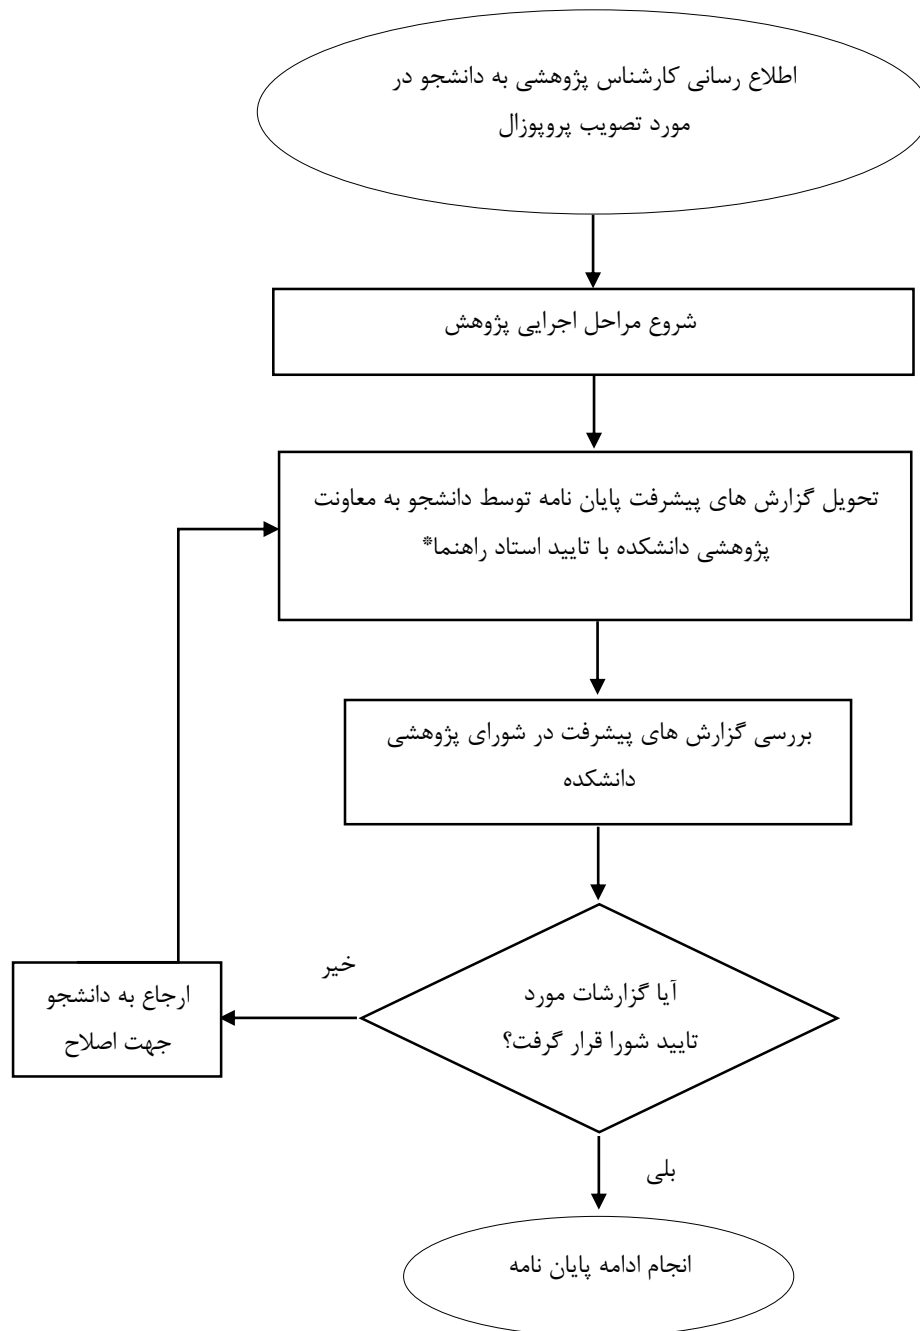 اطلاع رسانی کارشناس پژوهشی به دانشجو در
مورد تصویب پروپوزال
شروع مراحل اجرایی پژوهش
تحویل گزارش های پیشرفت پایان نامه توسط دانشجو به معاونت
پژوهشی دانشکده با تایید استاد راهنما*
بررسی گزارش های پیشرفت در شورای پژوهشی
دانشکده
آیا گزارشات مورد
تایید شورا قرار گرفت؟
خیر
ارجاع به دانشجو
جهت اصلاح
بلی
انجام ادامه پایان نامه